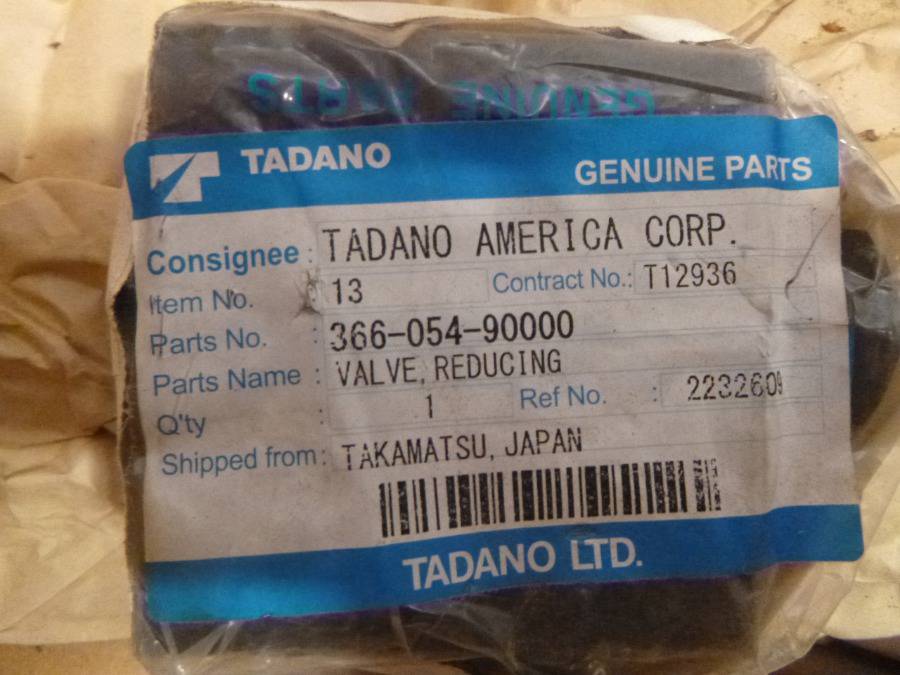 GENUINE PARTS
TADANO
GENUINE PARTS
Consignee : TADANO AMERICA CORP.
Item No. : 13 Contract No.: T12936
Parts No. : 366-054-90000
Parts Name : VALVE, REDUCING
Q'ty : 1 Ref No. :
Shipped from: TAKAMATSU, JAPAN
TADANO LTD.